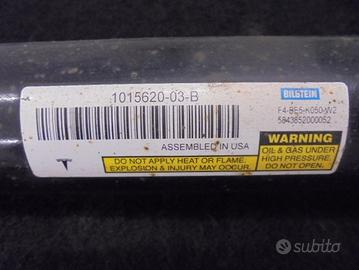 1015620-03-B
BILSTEIN
F4-BE5-K050-W2
5843852000052
ASSEMBLED IN USA
WARNING
OIL & GAS UNDER
HIGH PRESSURE.
DO NOT OPEN.
DO NOT APPLY HEAT OR FLAME.
EXPLOSION & INJURY MAY OCCUR.
subito